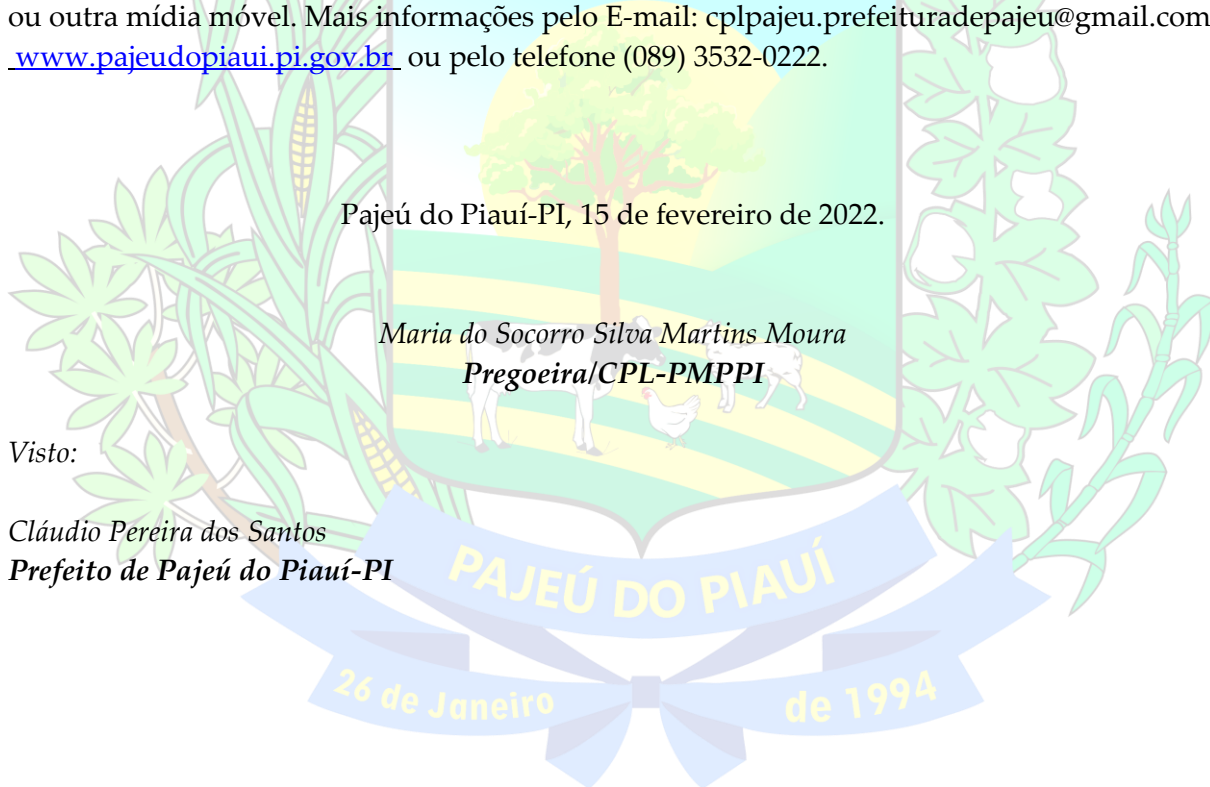 ou outra mídia móvel. Mais informações pelo E-mail: cplpajeu.prefeituradepajeu@gmail.com
www.pajeudopiaui.pi.gov.br ou pelo telefone (089) 3532-0222.
Pajeú do Piauí-PI, 15 de fevereiro de 2022.
Maria do Socorro Silva Martins Moura
Pregoeira/CPL-PMPPI
Visto:
Cláudio Pereira dos Santos
Prefeito de Pajeú do Piauí-PI
PAJEÚ DO PIAUÍ
26 de Janeiro de 1994